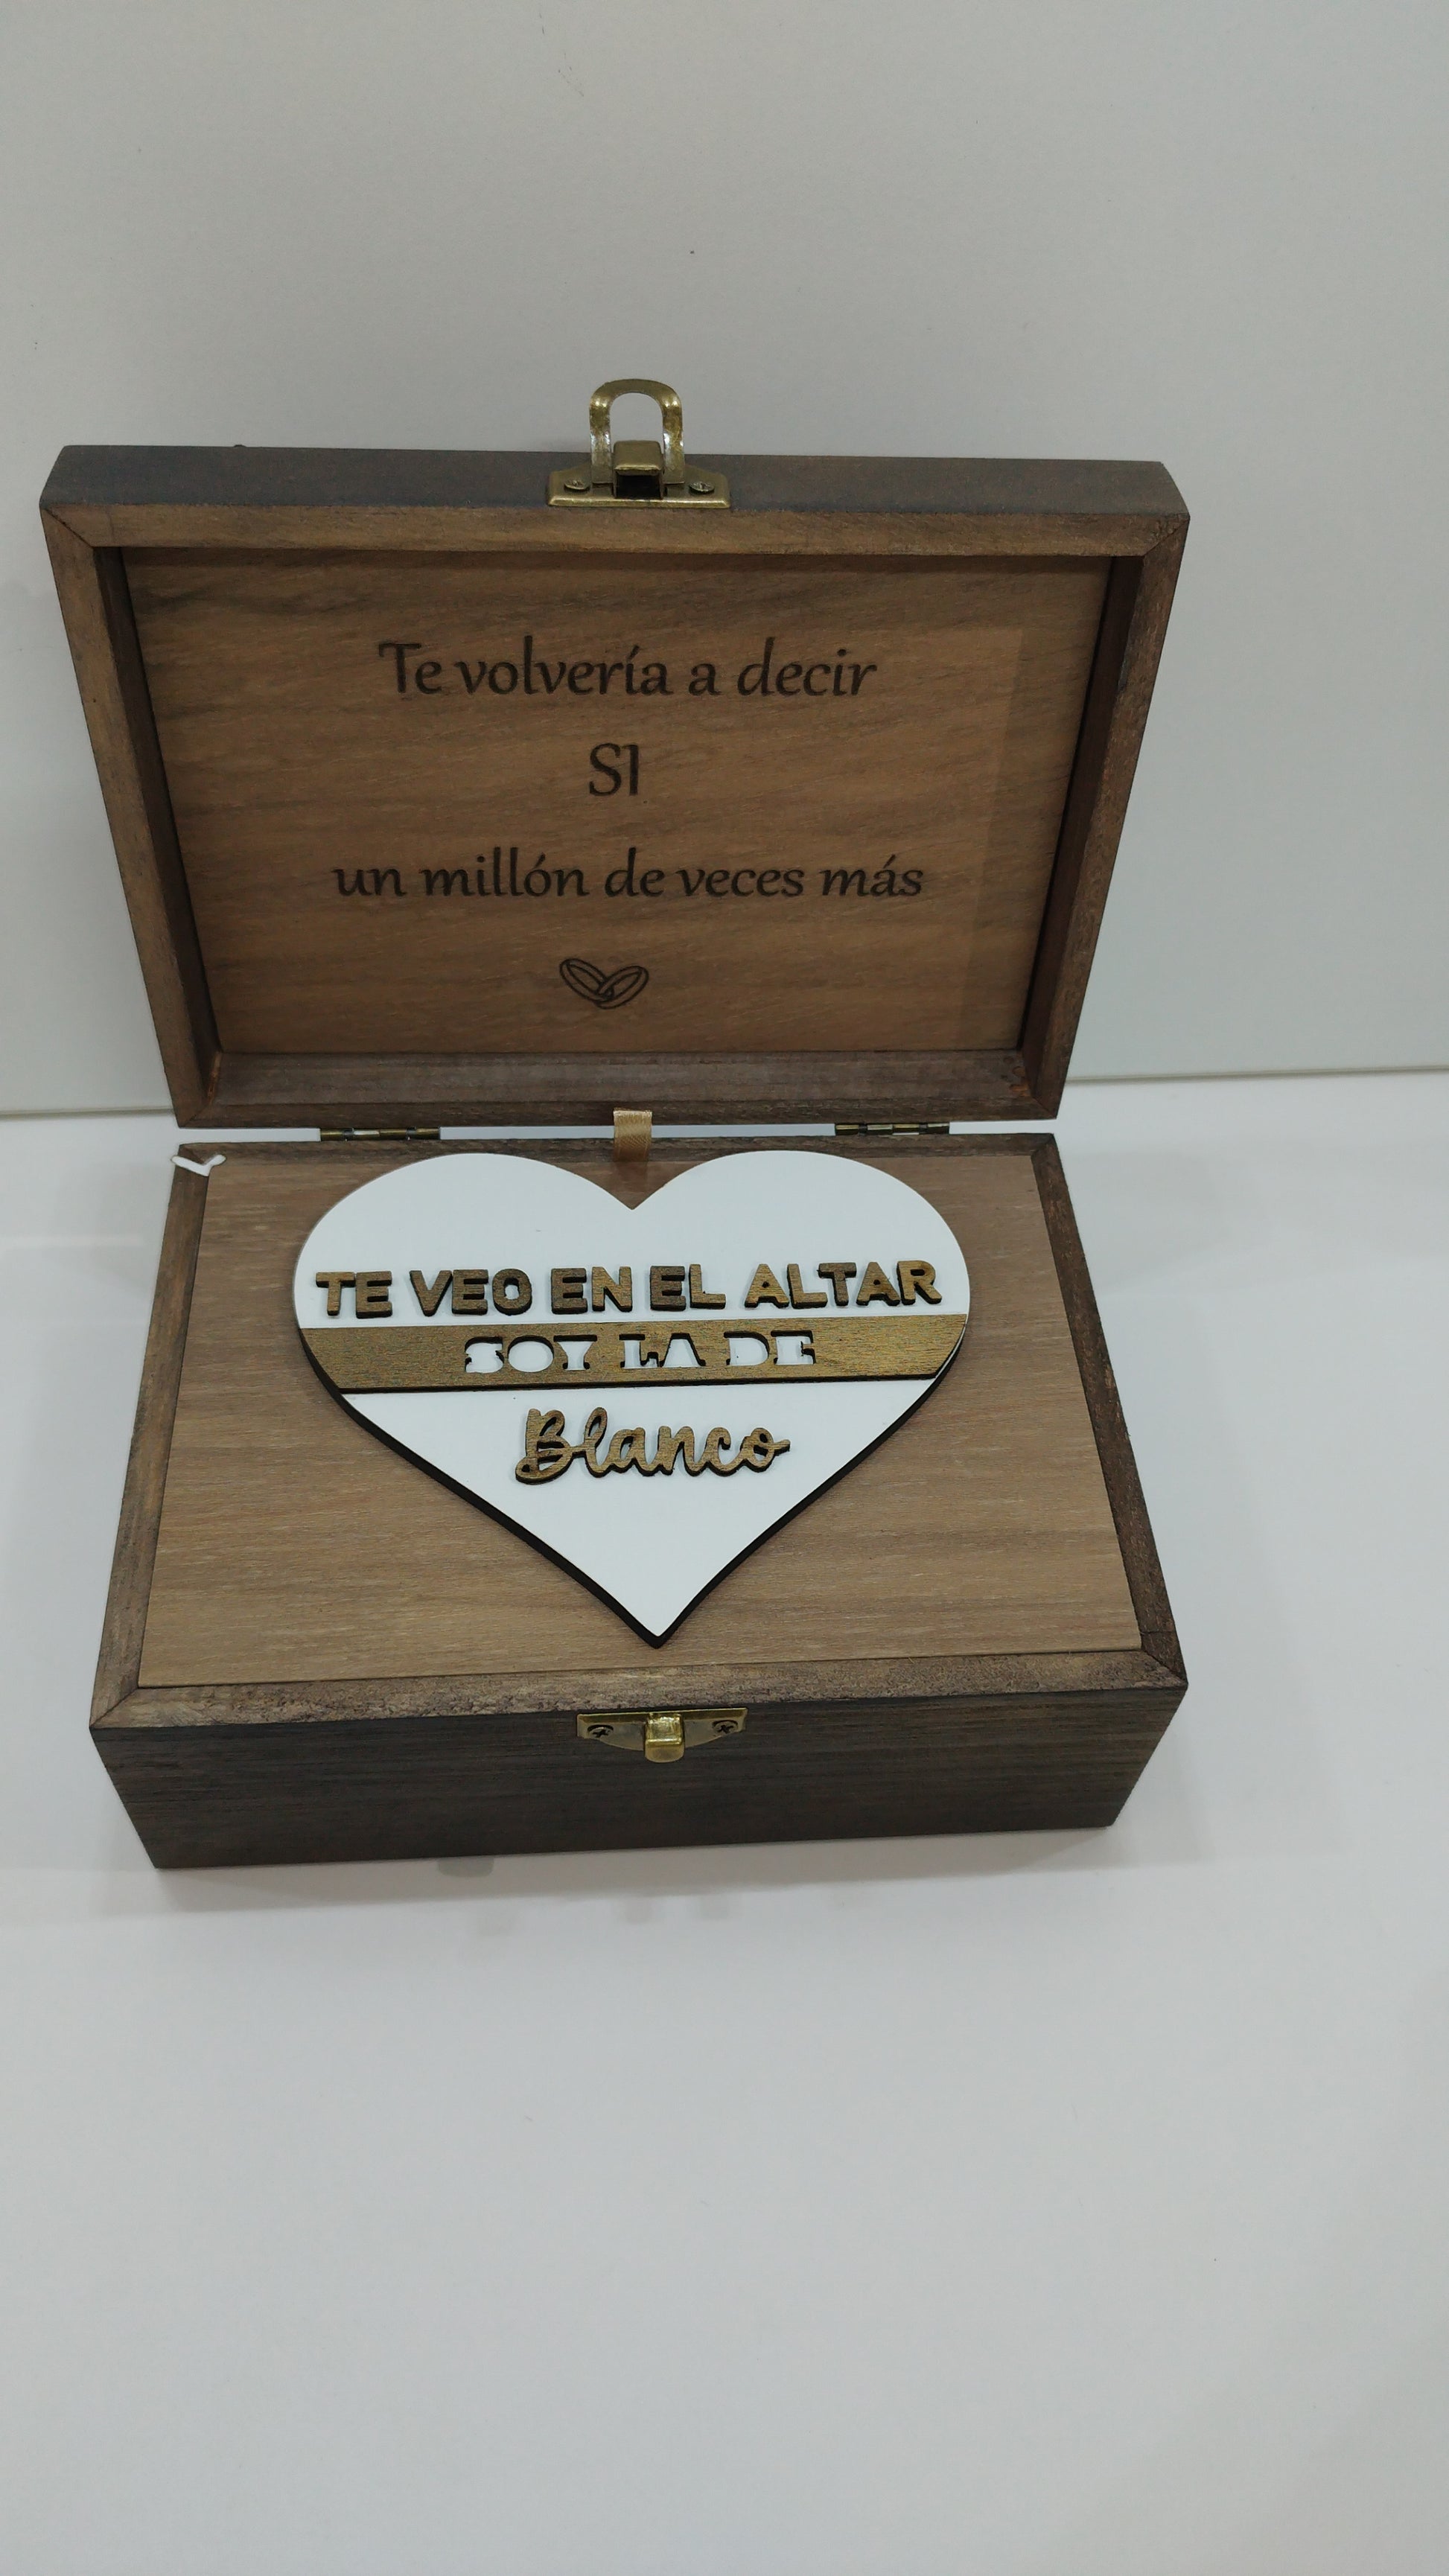 Te volvería a decir
SI
un millón de veces más
TE VEO EN EL ALTAR
SOY LA DE
Blanco